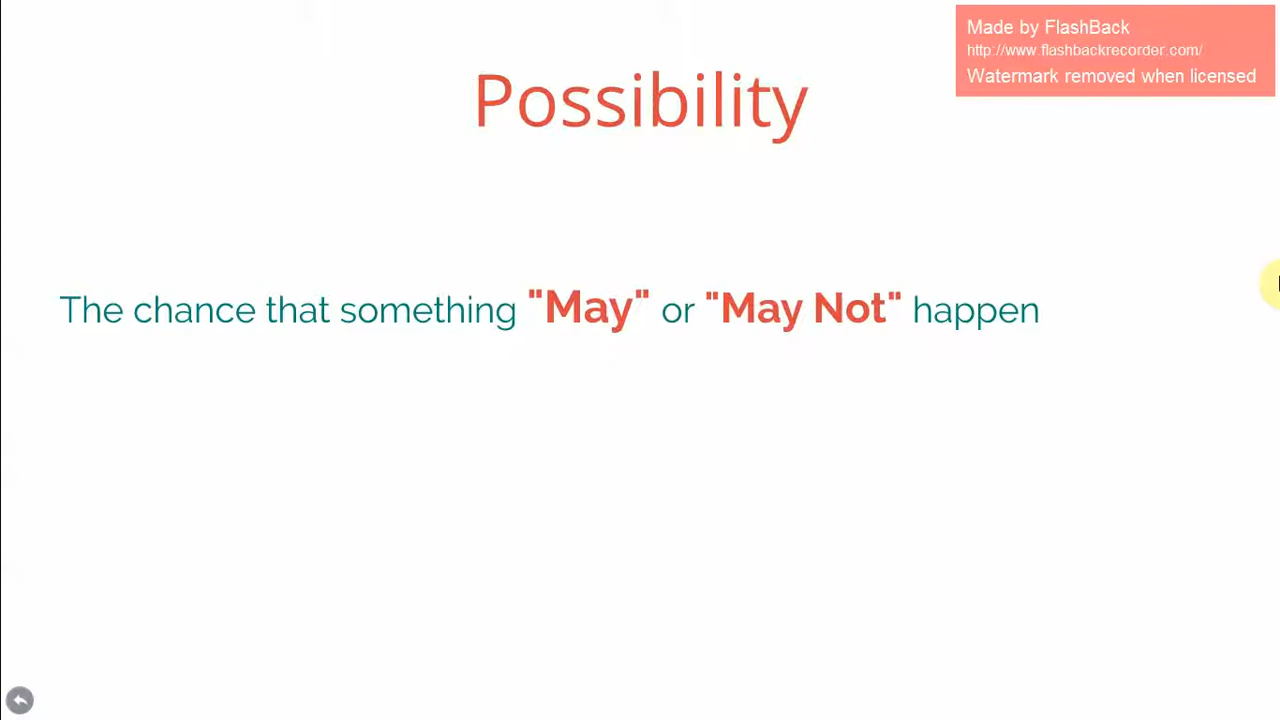 Made by FlashBack
http://www.flashbackrecorder.com/
Watermark removed when licensed
Possibility
The chance that something "May" or "May Not" happen